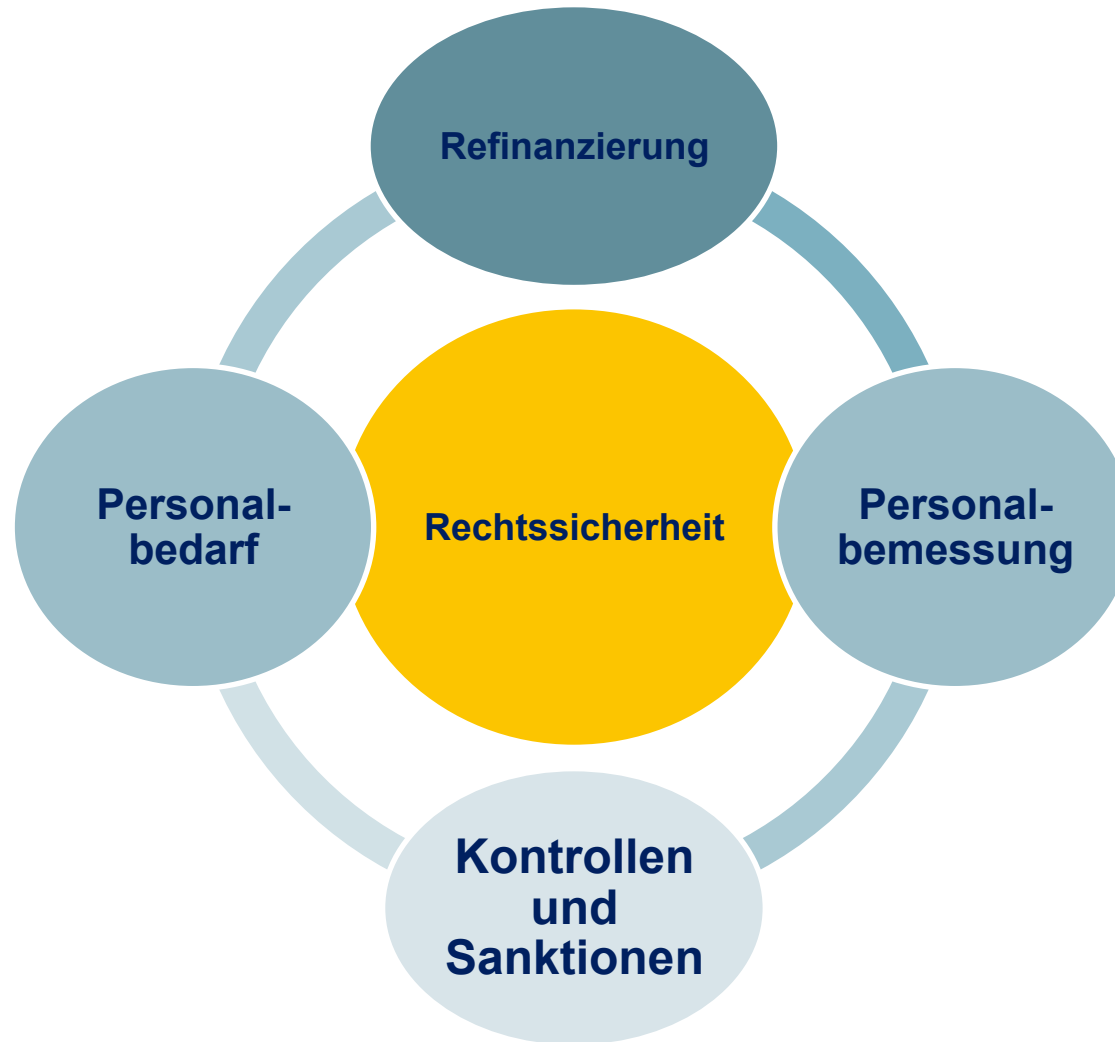 Refinanzierung
Personal-
bedarf
Rechtssicherheit
Personal-
bemessung
Kontrollen
und
Sanktionen